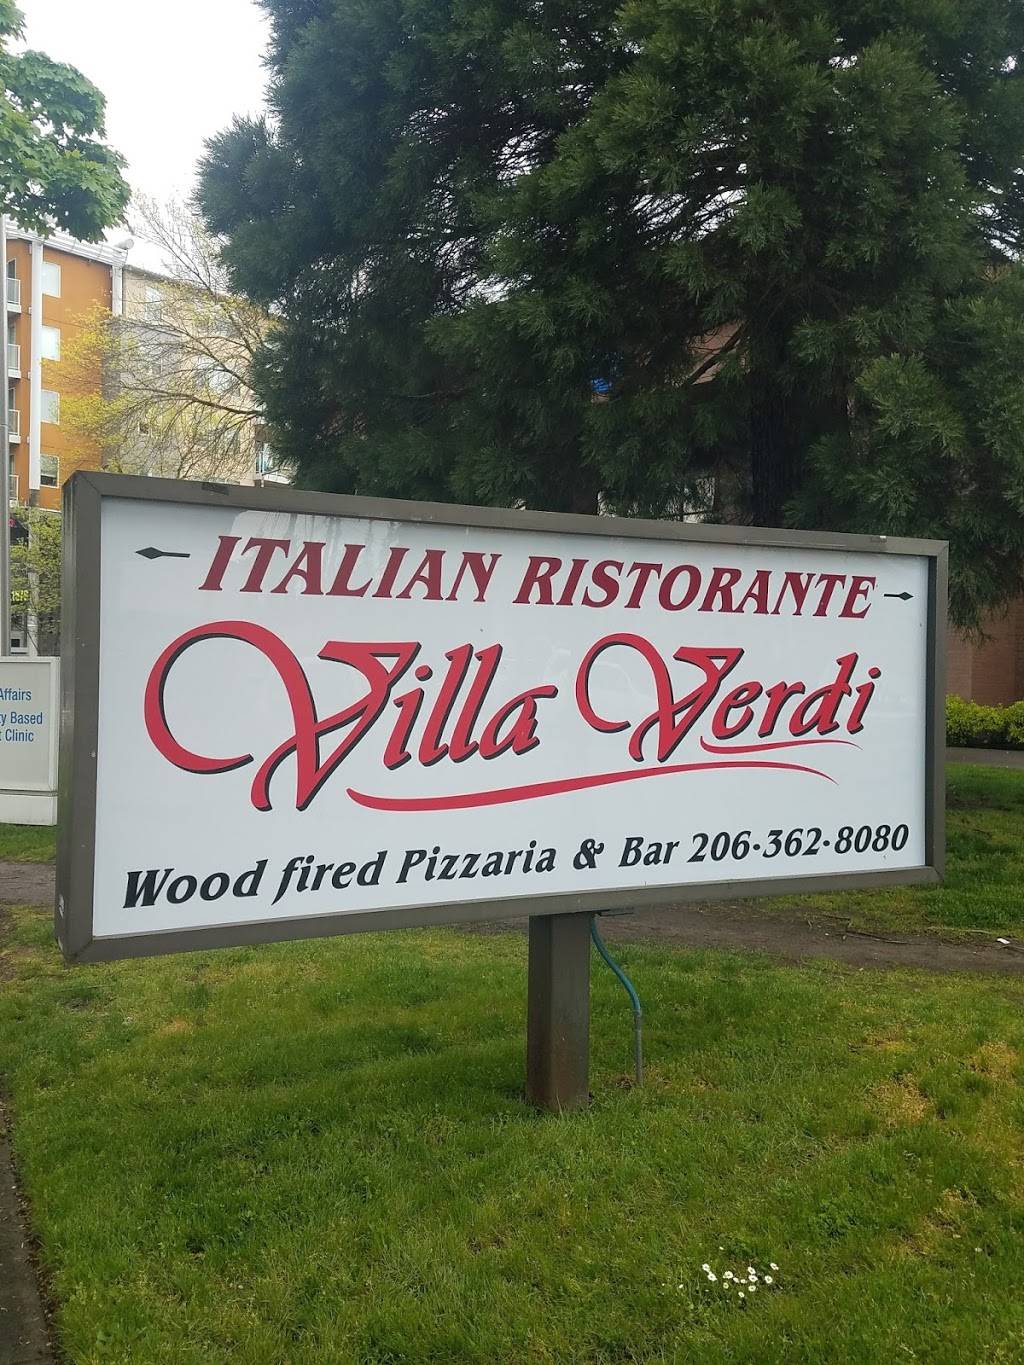 ITALIAN RISTORANTE
Villa Verdi
Wood fired Pizzaria & Bar 206·362·8080
Affairs
Based
Clinic